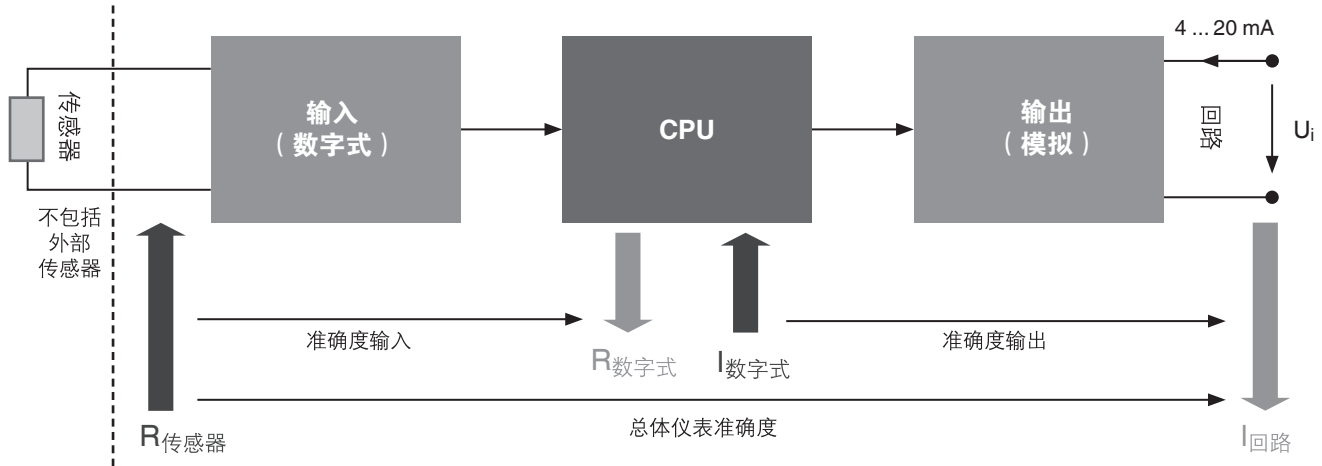 4 ... 20 mA
传感器
输入
（数字式）
CPU
输出
（模拟）
回路
Ui
不包括
外部
传感器
准确度输入
R数字式
I数字式
准确度输出
R传感器
总体仪表准确度
I回路